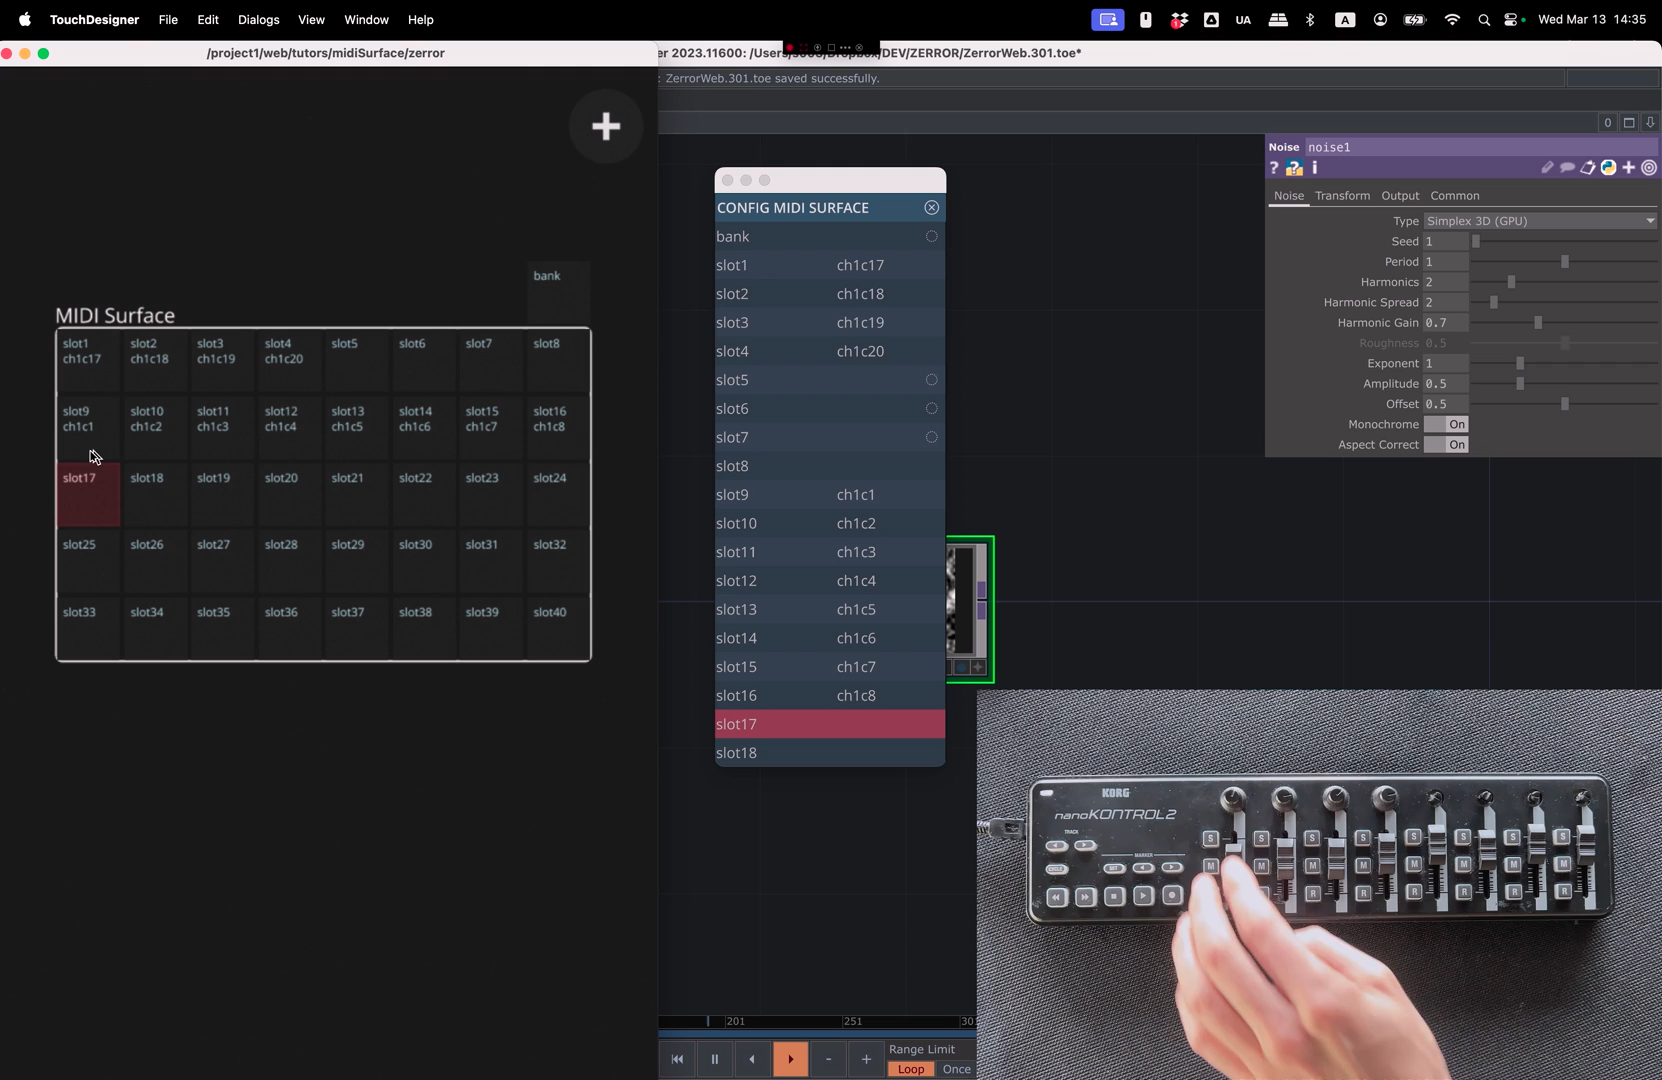 TouchDesigner File Edit Dialogs View Window Help
UA A Wed Mar 13 14:35
/project1/web/tutors/midiSurface/zerror
er 2023.11600: /Users/ Dropbox/DEV/ZERROR/ZerrorWeb.301.toe*
: ZerrorWeb.301.toe saved successfully.
0
Noise noise1
? ? i
Noise Transform Output Common
Type Simplex 3D (GPU)
Seed 1
Period 1
Harmonics 2
Harmonic Spread 2
Harmonic Gain 0.7
Roughness 0.5
Exponent 1
Amplitude 0.5
Offset 0.5
Monochrome On
Aspect Correct On
bank
MIDI Surface
slot1 slot2 slot3 slot4 slot5 slot6 slot7 slot8
ch1c17 ch1c18 ch1c19 ch1c20
slot9 slot10 slot11 slot12 slot13 slot14 slot15 slot16
ch1c1 ch1c2 ch1c3 ch1c4 ch1c5 ch1c6 ch1c7 ch1c8
slot17 slot18 slot19 slot20 slot21 slot22 slot23 slot24
slot25 slot26 slot27 slot28 slot29 slot30 slot31 slot32
slot33 slot34 slot35 slot36 slot37 slot38 slot39 slot40
CONFIG MIDI SURFACE
bank
slot1 ch1c17
slot2 ch1c18
slot3 ch1c19
slot4 ch1c20
slot5
slot6
slot7
slot8
slot9 ch1c1
slot10 ch1c2
slot11 ch1c3
slot12 ch1c4
slot13 ch1c5
slot14 ch1c6
slot15 ch1c7
slot16 ch1c8
slot17
slot18
201 251 301
Range Limit
Loop Once
KORG
nanoKONTROL2
TRACK
MARKER
CYCLE SET
S S S S S S S S
M M M M M M M M
R R R R R R